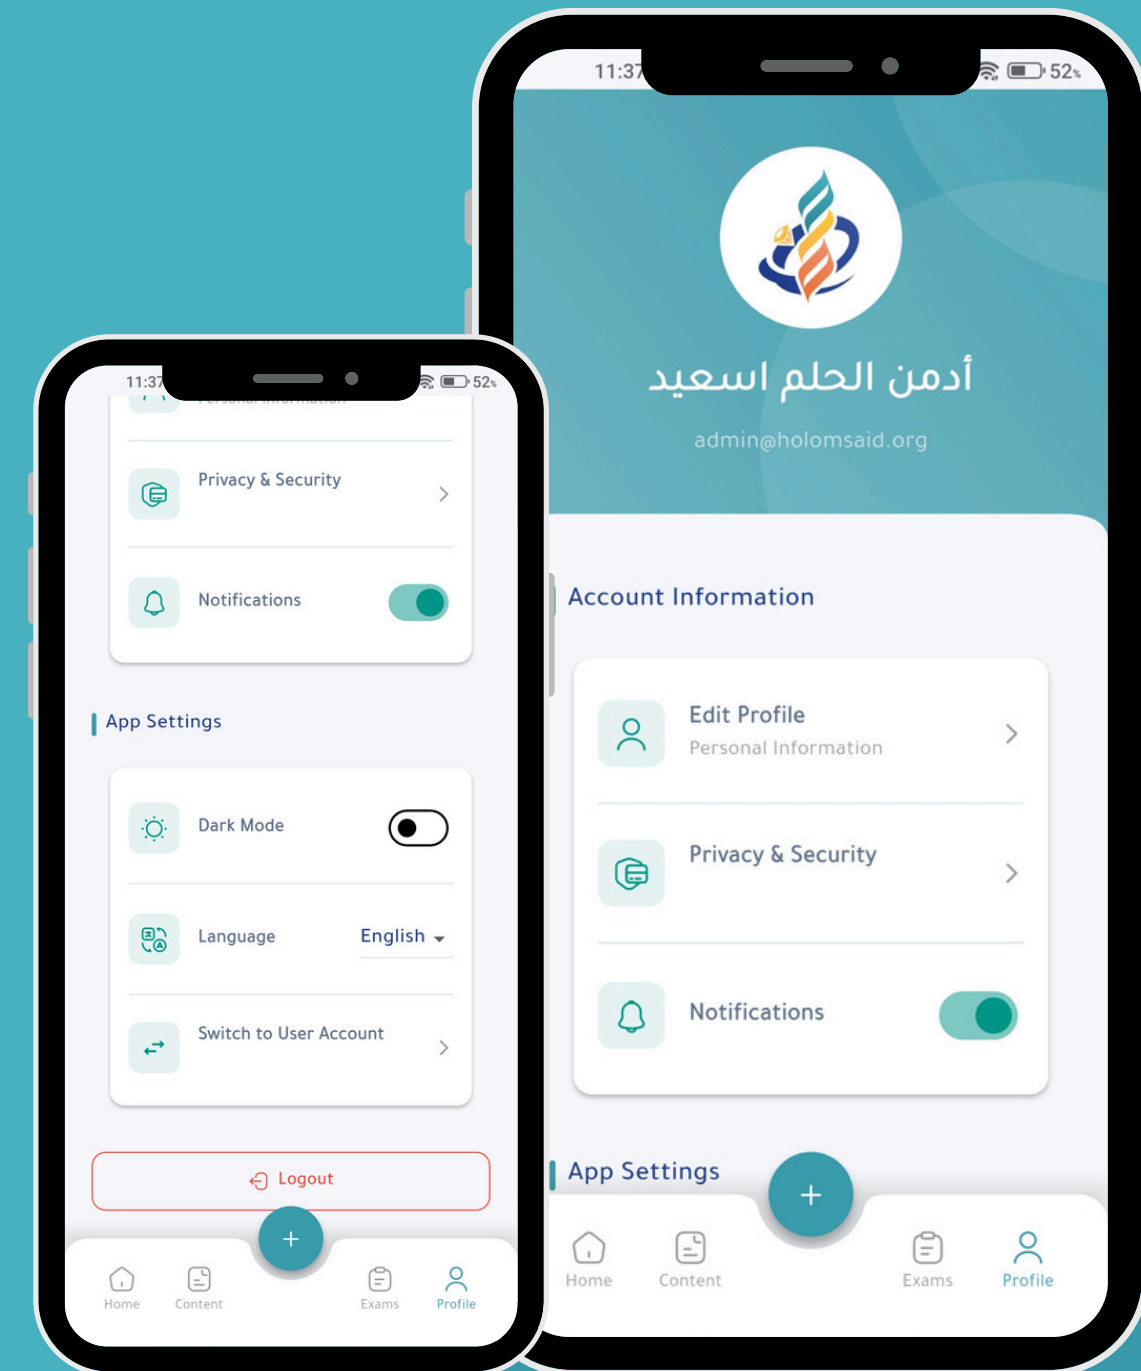 11:37
52%
Personal Information
Privacy & Security
Notifications
App Settings
Dark Mode
Language
English
Switch to User Account
Logout
+
Home
Content
Exams
Profile
11:37
52%
أدمن الحلم اسعيد
admin@holomsaid.org
Account Information
Edit Profile
Personal Information
Privacy & Security
Notifications
App Settings
+
Home
Content
Exams
Profile